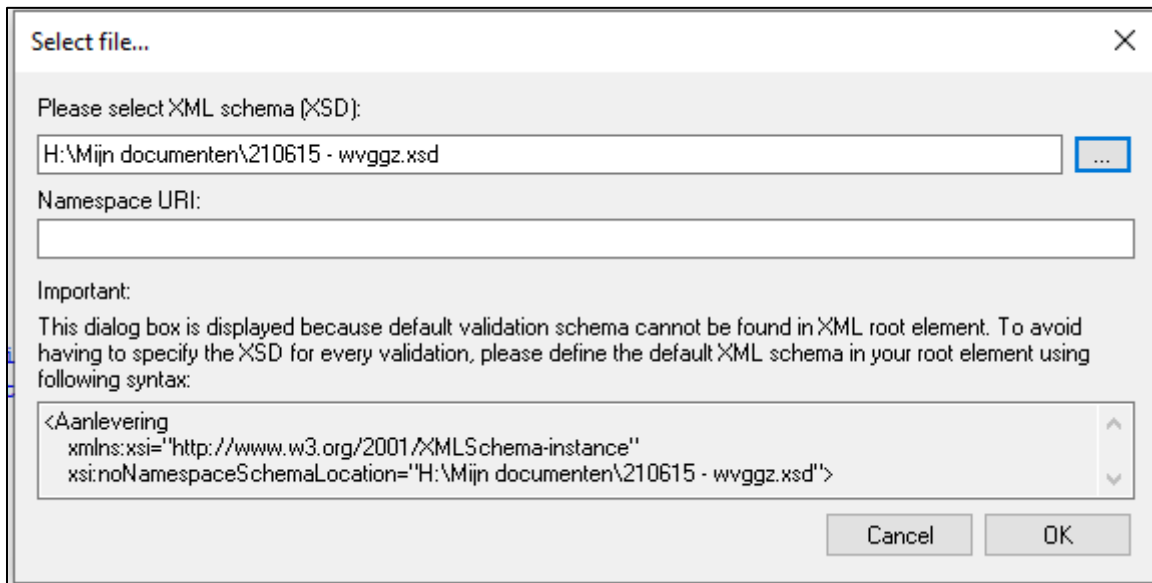 Select file...
Please select XML schema (XSD):
H:\Mijn documenten\210615 - wvggz.xsd
...
Namespace URI:
Important:
This dialog box is displayed because default validation schema cannot be found in XML root element. To avoid
having to specify the XSD for every validation, please define the default XML schema in your root element using
following syntax:
<Aanlevering
xmlns:xsi="http://www.w3.org/2001/XMLSchema-instance"
xsi:noNamespaceSchemaLocation="H:\Mijn documenten\210615 - wvggz.xsd">
Cancel OK